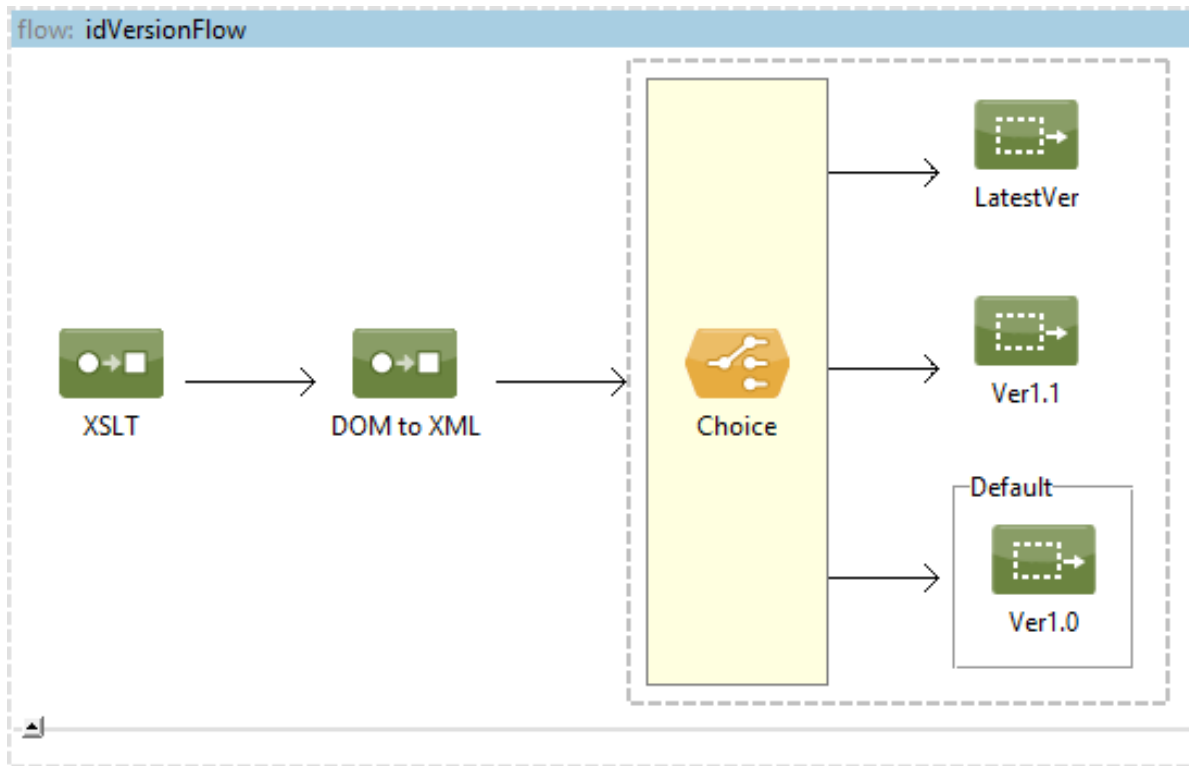 flow: idVersionFlow
LatestVer
Ver1.1
XSLT
DOM to XML
Choice
Default
Ver1.0